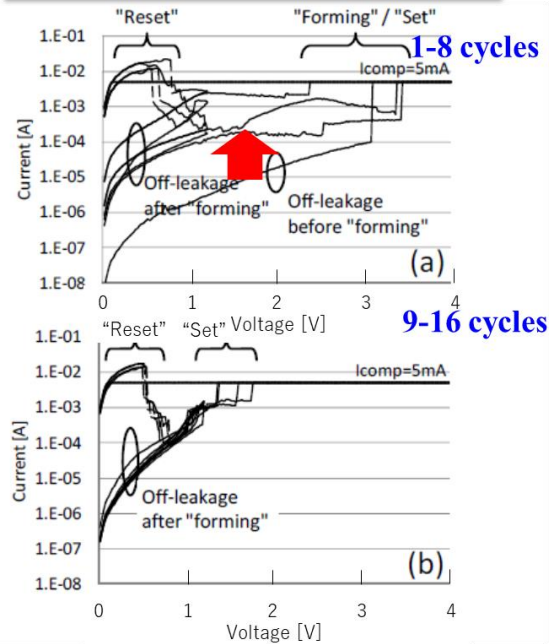 "Reset"
"Forming" / "Set"
1-8 cycles
1.E-01
1.E-02
1.E-03
1.E-04
1.E-05
1.E-06
1.E-07
1.E-08
Current [A]
Icomp=5mA
Off-leakage
after "forming"
Off-leakage
before "forming"
(a)
0 1 2 3 4
Voltage [V]
9-16 cycles
“Reset” “Set”
1.E-01
1.E-02
1.E-03
1.E-04
1.E-05
1.E-06
1.E-07
1.E-08
Current [A]
Icomp=5mA
Off-leakage
after "forming"
(b)
0 1 2 3 4
Voltage [V]